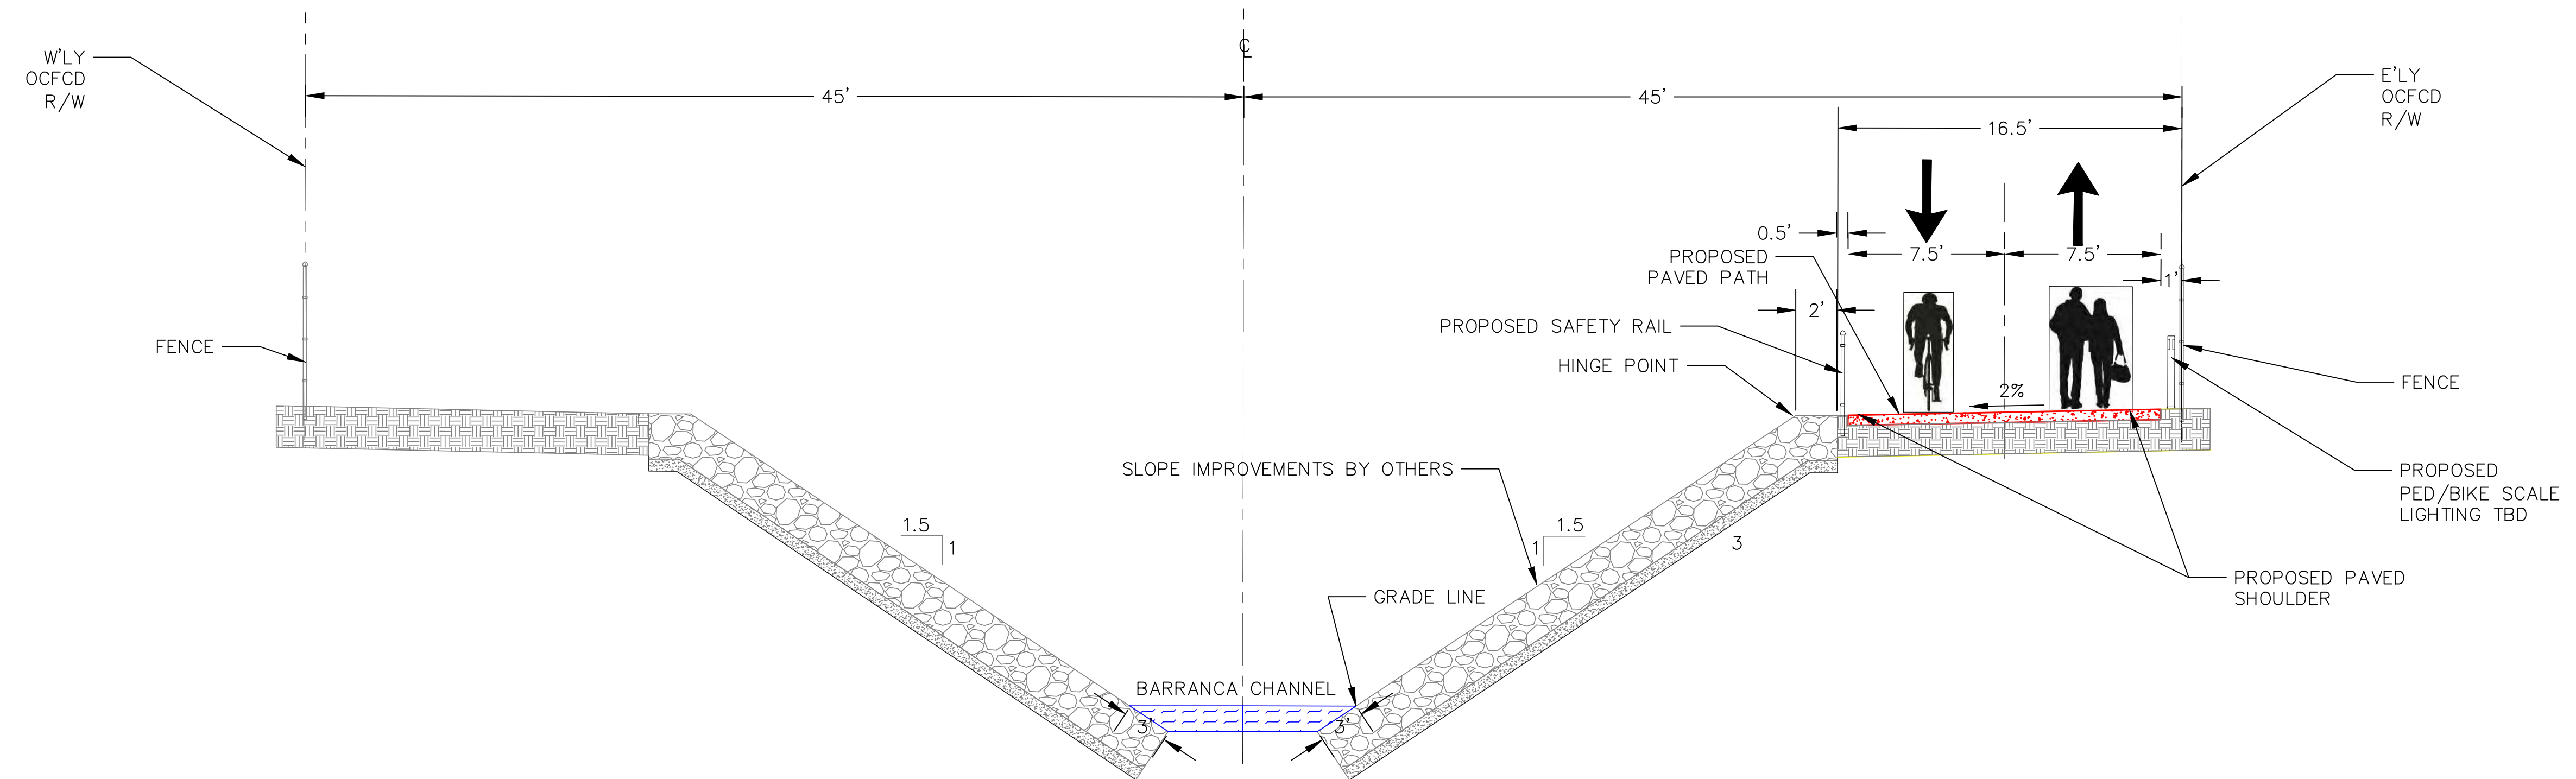 W'LY
OCFCD
R/W
℄
45'
45'
E'LY
OCFCD
R/W
16.5'
0.5'
7.5'
7.5'
PROPOSED
PAVED PATH
1'
2'
PROPOSED SAFETY RAIL
FENCE
HINGE POINT
2%
FENCE
SLOPE IMPROVEMENTS BY OTHERS
PROPOSED
PED/BIKE SCALE
LIGHTING TBD
1.5
1
1.5
1
3
PROPOSED PAVED
SHOULDER
GRADE LINE
BARRANCA CHANNEL
3'
3'